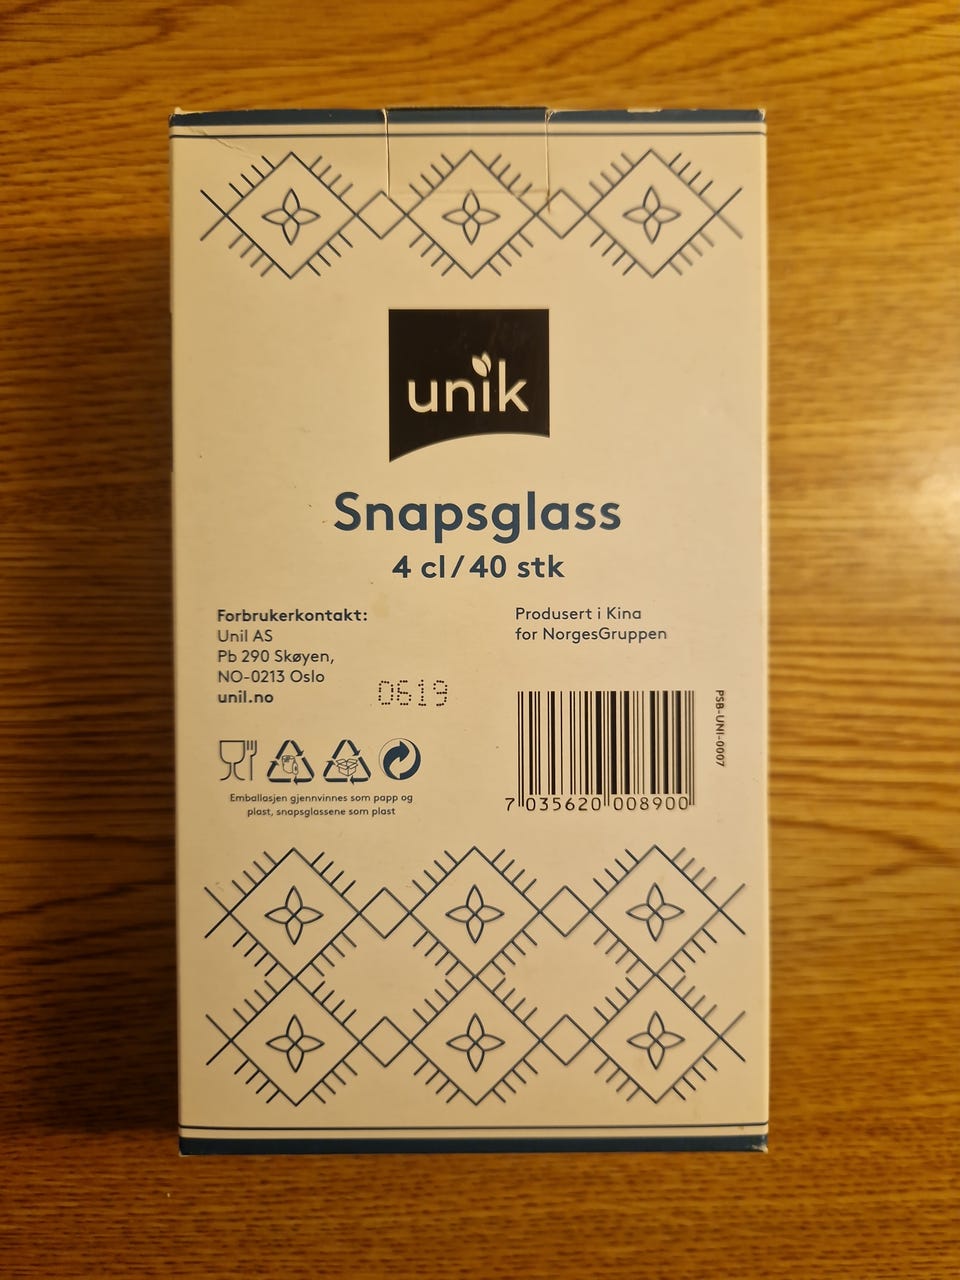 unik
Snapsglass
4 cl/40 stk
Forbrukerkontakt:
Unil AS
Pb 290 Skøyen,
NO-0213 Oslo
unil.no
0619
Produsert i Kina
for NorgesGruppen
PSB-UNI-0007
7 035620 008900
Emballasjen gjennvinnes som papp og
plast, snapsglassene som plast